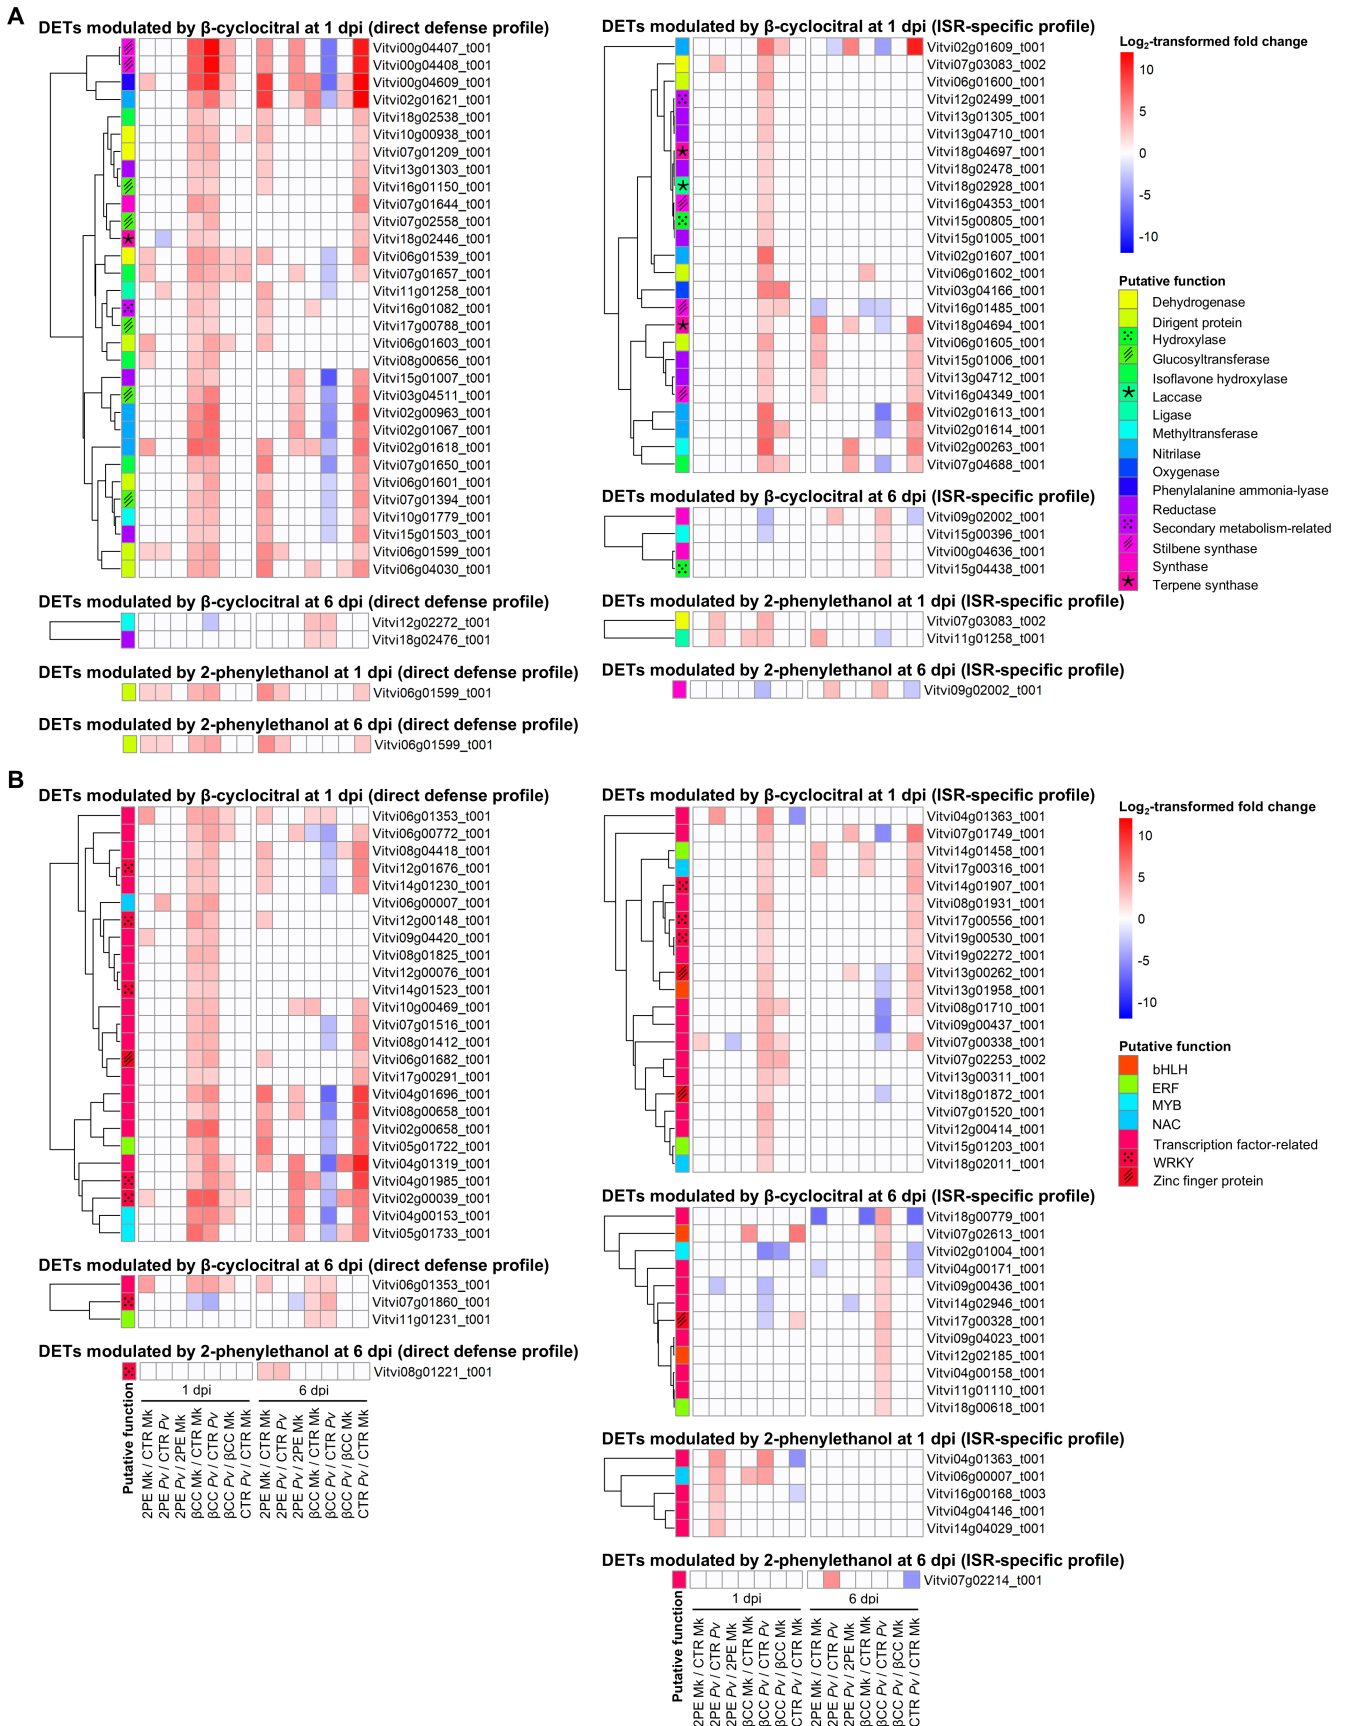 A
DETs modulated by β-cyclocitral at 1 dpi (direct defense profile)
Vitvi00g04407_t001
Vitvi00g04408_t001
Vitvi00g04609_t001
Vitvi02g01621_t001
Vitvi18g02538_t001
Vitvi10g00938_t001
Vitvi07g01209_t001
Vitvi13g01303_t001
Vitvi16g01150_t001
Vitvi07g01644_t001
Vitvi07g02558_t001
Vitvi18g02446_t001
Vitvi06g01539_t001
Vitvi07g01657_t001
Vitvi11g01258_t001
Vitvi16g01082_t001
Vitvi17g00788_t001
Vitvi06g01603_t001
Vitvi08g00656_t001
Vitvi15g01007_t001
Vitvi03g04511_t001
Vitvi02g00963_t001
Vitvi02g01067_t001
Vitvi02g01618_t001
Vitvi07g01650_t001
Vitvi06g01601_t001
Vitvi07g01394_t001
Vitvi10g01779_t001
Vitvi15g01503_t001
Vitvi06g01599_t001
Vitvi06g04030_t001
DETs modulated by β-cyclocitral at 6 dpi (direct defense profile)
Vitvi12g02272_t001
Vitvi18g02476_t001
DETs modulated by 2-phenylethanol at 1 dpi (direct defense profile)
Vitvi06g01599_t001
DETs modulated by 2-phenylethanol at 6 dpi (direct defense profile)
Vitvi06g01599_t001
DETs modulated by β-cyclocitral at 1 dpi (ISR-specific profile)
Vitvi02g01609_t001
Vitvi07g03083_t002
Vitvi06g01600_t001
Vitvi12g02499_t001
Vitvi13g01305_t001
Vitvi13g04710_t001
Vitvi18g04697_t001
Vitvi18g02478_t001
Vitvi18g02928_t001
Vitvi16g04353_t001
Vitvi15g00805_t001
Vitvi15g01005_t001
Vitvi02g01607_t001
Vitvi06g01602_t001
Vitvi03g04166_t001
Vitvi16g01485_t001
Vitvi18g04694_t001
Vitvi06g01605_t001
Vitvi15g01006_t001
Vitvi13g04712_t001
Vitvi16g04349_t001
Vitvi02g01613_t001
Vitvi02g01614_t001
Vitvi02g00263_t001
Vitvi07g04688_t001
DETs modulated by β-cyclocitral at 6 dpi (ISR-specific profile)
Vitvi09g02002_t001
Vitvi15g00396_t001
Vitvi00g04636_t001
Vitvi15g04438_t001
DETs modulated by 2-phenylethanol at 1 dpi (ISR-specific profile)
Vitvi07g03083_t002
Vitvi11g01258_t001
DETs modulated by 2-phenylethanol at 6 dpi (ISR-specific profile)
Vitvi09g02002_t001
Log2-transformed fold change
10
5
0
-5
-10
Putative function
Dehydrogenase
Dirigent protein
Hydroxylase
Glucosyltransferase
Isoflavone hydroxylase
Laccase
Ligase
Methyltransferase
Nitrilase
Oxygenase
Phenylalanine ammonia-lyase
Reductase
Secondary metabolism-related
Stilbene synthase
Synthase
Terpene synthase
B
DETs modulated by β-cyclocitral at 1 dpi (direct defense profile)
Vitvi06g01353_t001
Vitvi06g00772_t001
Vitvi08g04418_t001
Vitvi12g01676_t001
Vitvi14g01230_t001
Vitvi06g00007_t001
Vitvi12g00148_t001
Vitvi09g04420_t001
Vitvi08g01825_t001
Vitvi12g00076_t001
Vitvi14g01523_t001
Vitvi10g00469_t001
Vitvi07g01516_t001
Vitvi08g01412_t001
Vitvi06g01682_t001
Vitvi17g00291_t001
Vitvi04g01696_t001
Vitvi08g00658_t001
Vitvi02g00658_t001
Vitvi05g01722_t001
Vitvi04g01319_t001
Vitvi04g01985_t001
Vitvi02g00039_t001
Vitvi04g00153_t001
Vitvi05g01733_t001
DETs modulated by β-cyclocitral at 6 dpi (direct defense profile)
Vitvi06g01353_t001
Vitvi07g01860_t001
Vitvi11g01231_t001
DETs modulated by 2-phenylethanol at 6 dpi (direct defense profile)
Vitvi08g01221_t001
1 dpi
6 dpi
Putative function
2PE Mk / CTR Mk
2PE Pv / CTR Pv
2PE Pv / 2PE Mk
βCC Mk / CTR Mk
βCC Pv / CTR Pv
βCC Pv / βCC Mk
CTR Pv / CTR Mk
2PE Mk / CTR Mk
2PE Pv / CTR Pv
2PE Pv / 2PE Mk
βCC Mk / CTR Mk
βCC Pv / CTR Pv
βCC Pv / βCC Mk
CTR Pv / CTR Mk
DETs modulated by β-cyclocitral at 1 dpi (ISR-specific profile)
Vitvi04g01363_t001
Vitvi07g01749_t001
Vitvi14g01458_t001
Vitvi17g00316_t001
Vitvi14g01907_t001
Vitvi08g01931_t001
Vitvi17g00556_t001
Vitvi19g00530_t001
Vitvi19g02272_t001
Vitvi13g00262_t001
Vitvi13g01958_t001
Vitvi08g01710_t001
Vitvi09g00437_t001
Vitvi07g00338_t001
Vitvi07g02253_t002
Vitvi13g00311_t001
Vitvi18g01872_t001
Vitvi07g01520_t001
Vitvi12g00414_t001
Vitvi15g01203_t001
Vitvi18g02011_t001
DETs modulated by β-cyclocitral at 6 dpi (ISR-specific profile)
Vitvi18g00779_t001
Vitvi07g02613_t001
Vitvi02g01004_t001
Vitvi04g00171_t001
Vitvi09g00436_t001
Vitvi14g02946_t001
Vitvi17g00328_t001
Vitvi09g04023_t001
Vitvi12g02185_t001
Vitvi04g00158_t001
Vitvi11g01110_t001
Vitvi18g00618_t001
DETs modulated by 2-phenylethanol at 1 dpi (ISR-specific profile)
Vitvi04g01363_t001
Vitvi06g00007_t001
Vitvi16g00168_t003
Vitvi04g04146_t001
Vitvi14g04029_t001
DETs modulated by 2-phenylethanol at 6 dpi (ISR-specific profile)
Vitvi07g02214_t001
1 dpi
6 dpi
Putative function
2PE Mk / CTR Mk
2PE Pv / CTR Pv
2PE Pv / 2PE Mk
βCC Mk / CTR Mk
βCC Pv / CTR Pv
βCC Pv / βCC Mk
CTR Pv / CTR Mk
2PE Mk / CTR Mk
2PE Pv / CTR Pv
2PE Pv / 2PE Mk
βCC Mk / CTR Mk
βCC Pv / CTR Pv
βCC Pv / βCC Mk
CTR Pv / CTR Mk
Log2-transformed fold change
10
5
0
-5
-10
Putative function
bHLH
ERF
MYB
NAC
Transcription factor-related
WRKY
Zinc finger protein